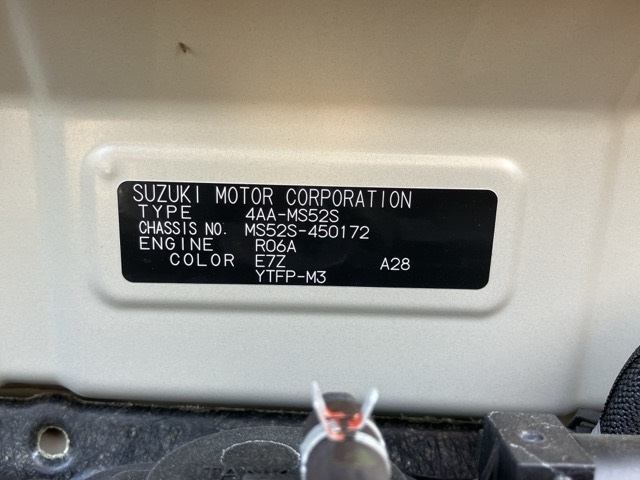 SUZUKI MOTOR CORPORATION
TYPE 4AA-MS52S
CHASSIS NO. MS52S-450172
ENGINE R06A
COLOR E7Z A28
YTFP-M3